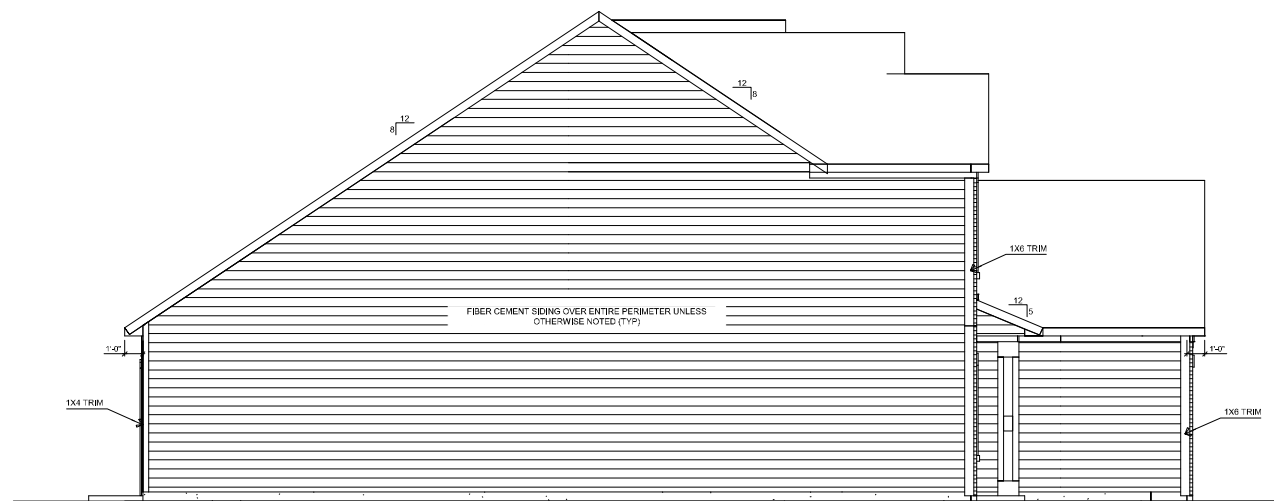 12
8
12
8
1X6 TRIM
12
5
FIBER CEMENT SIDING OVER ENTIRE PERIMETER UNLESS
OTHERWISE NOTED (TYP)
1'-0"
1'-0"
1X4 TRIM
1X6 TRIM